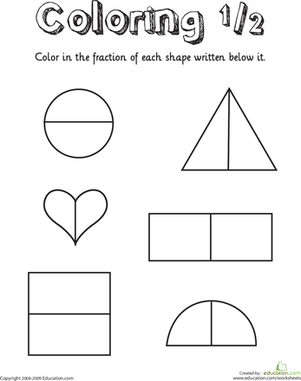 Coloring 1/2
Color in the fraction of each shape written below it.
Copyright 2008-2009 Education.com
Created by: education.com
www.education.com/worksheets